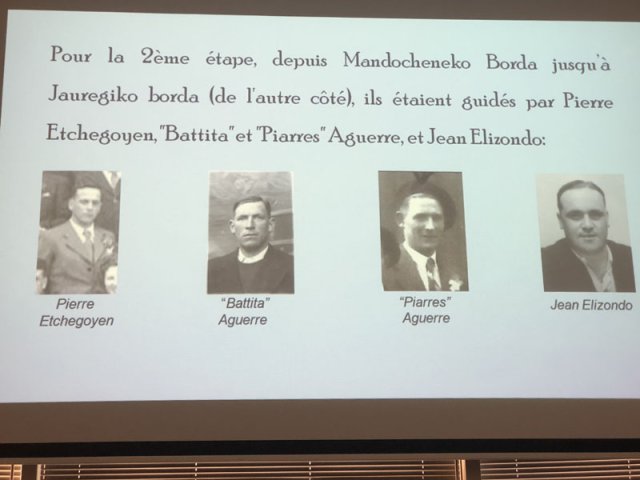 Pour la 2ème étape, depuis Mandocheneko Borda jusqu'à
Jauregiko borda (de l'autre côté), ils étaient guidés par Pierre
Etchegoyen, "Battita" et "Piarres" Aguerre, et Jean Elizondo:
Pierre
Etchegoyen
"Battita"
Aguerre
"Piarres"
Aguerre
Jean Elizondo